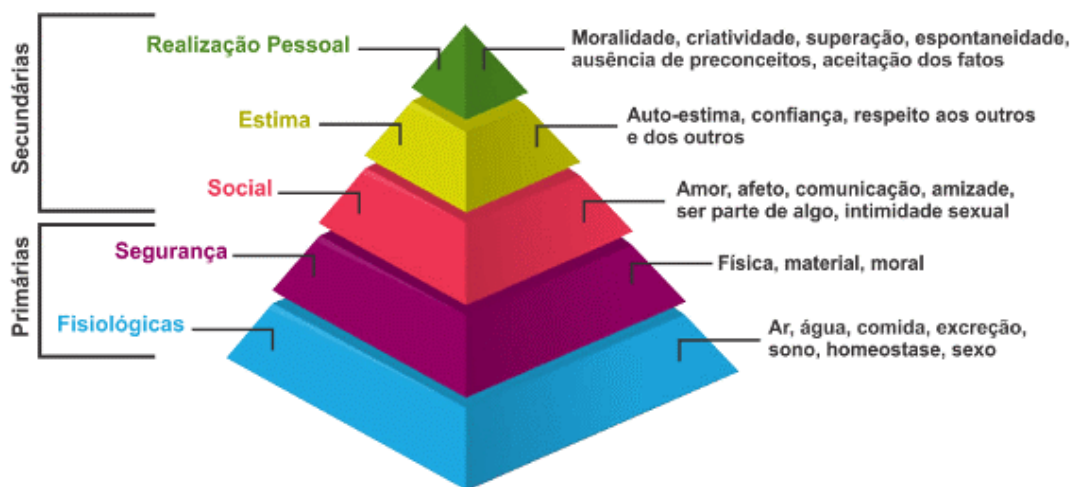 Secundárias
Realização Pessoal
Moralidade, criatividade, superação, espontaneidade,
ausência de preconceitos, aceitação dos fatos
Estima
Auto-estima, confiança, respeito aos outros
e dos outros
Social
Amor, afeto, comunicação, amizade,
ser parte de algo, intimidade sexual
Primárias
Segurança
Física, material, moral
Fisiológicas
Ar, água, comida, excreção,
sono, homeostase, sexo